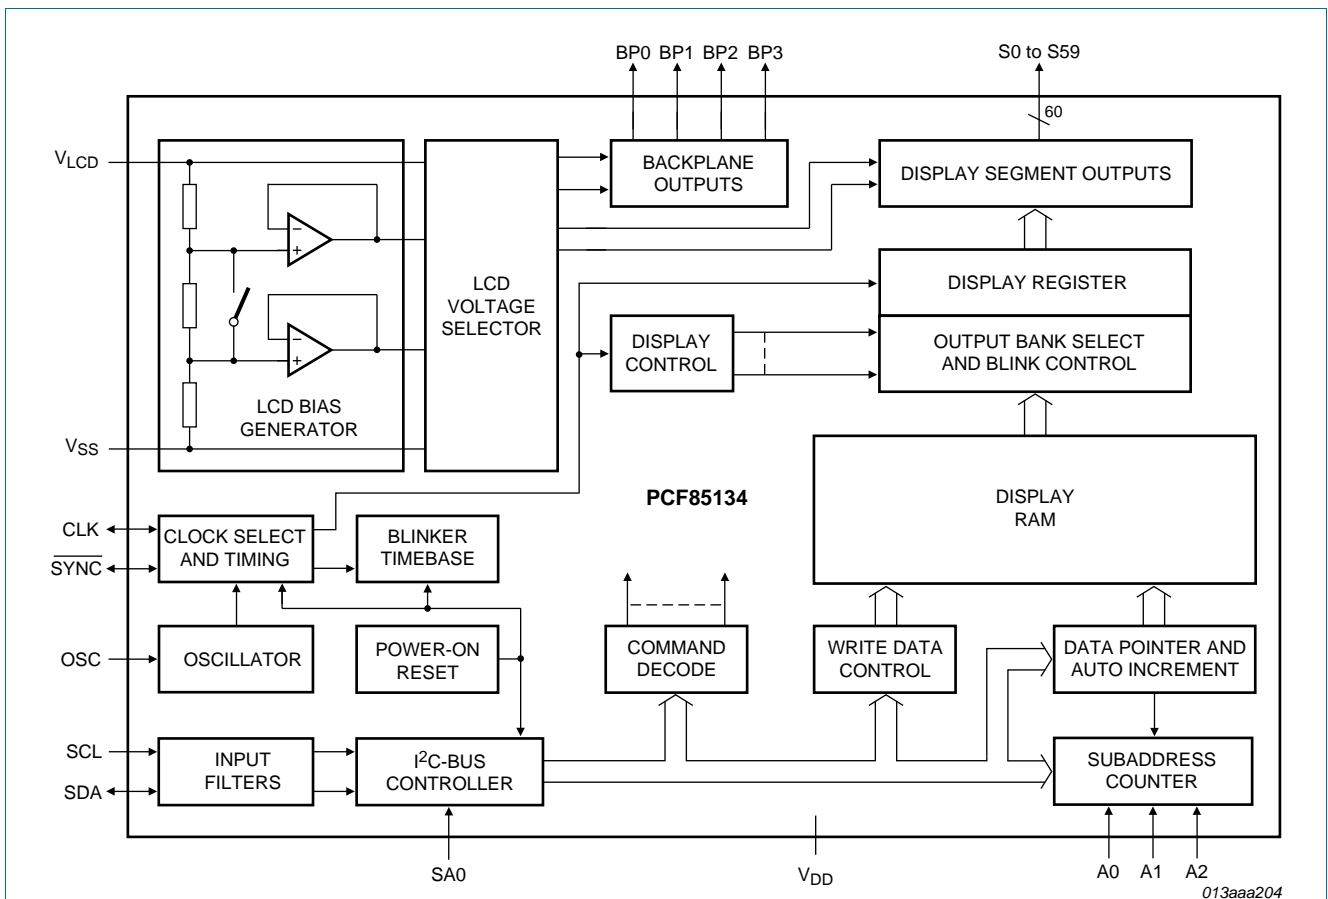 BP0 BP1 BP2 BP3
S0 to S59
60
VLCD
BACKPLANE
OUTPUTS
DISPLAY SEGMENT OUTPUTS
−
+
LCD
VOLTAGE
SELECTOR
DISPLAY REGISTER
−
+
DISPLAY
CONTROL
OUTPUT BANK SELECT
AND BLINK CONTROL
LCD BIAS
GENERATOR
VSS
PCF85134
DISPLAY
RAM
CLK
SYNC
CLOCK SELECT
AND TIMING
BLINKER
TIMEBASE
OSC
OSCILLATOR
POWER-ON
RESET
COMMAND
DECODE
WRITE DATA
CONTROL
DATA POINTER AND
AUTO INCREMENT
SCL
SDA
INPUT
FILTERS
I2C-BUS
CONTROLLER
SUBADDRESS
COUNTER
SA0
VDD
A0 A1 A2
013aaa204